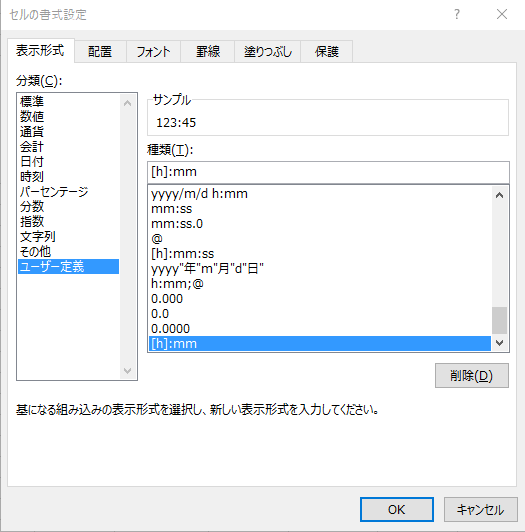 セルの書式設定
表示形式 配置 フォント 罫線 塗りつぶし 保護
分類(C):
標準
数値
通貨
会計
日付
時刻
パーセンテージ
分数
指数
文字列
その他
ユーザー定義
サンプル
123:45
種類(T):
[h]:mm
yyyy/m/d h:mm
mm:ss
mm:ss.0
@
[h]:mm:ss
yyyy"年"m"月"d"日"
h:mm;@
0.000
0.0
0.0000
[h]:mm
削除(D)
基になる組み込みの表示形式を選択し、新しい表示形式を入力してください。
OK キャンセル